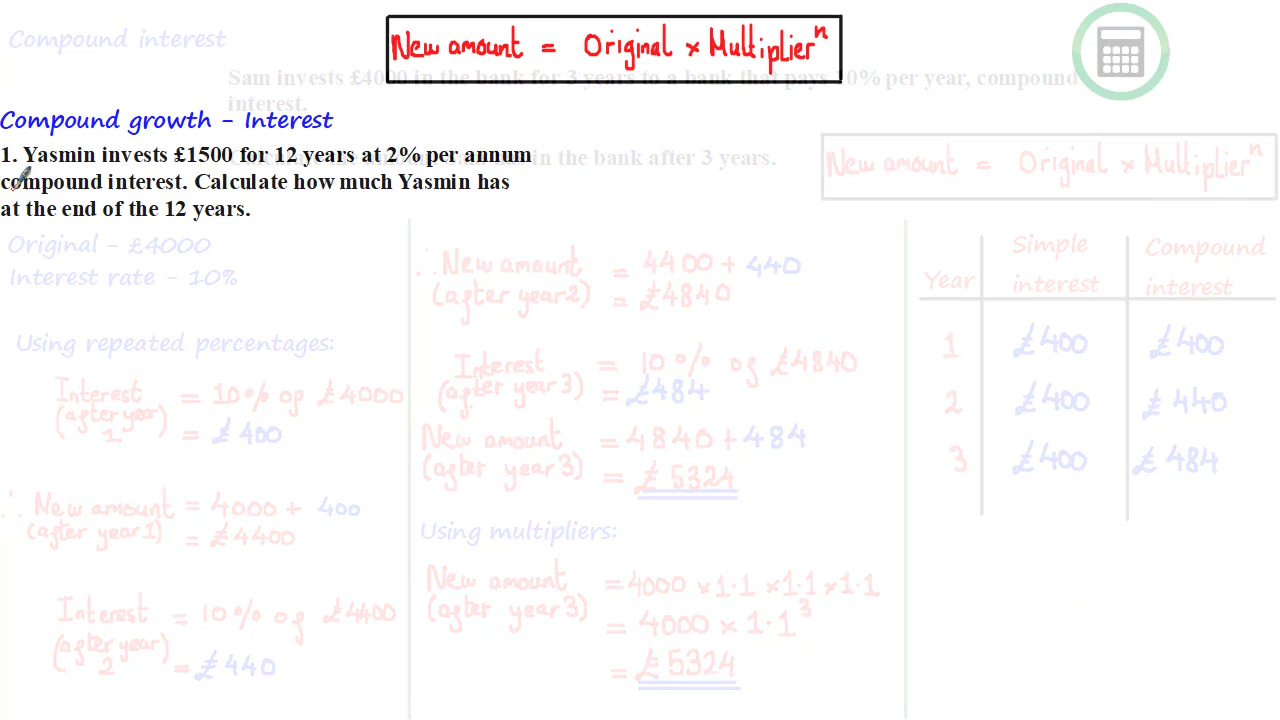 New amount = Original × Multiplierⁿ
Compound interest
Sam invests £4000 in the bank for 3 years to a bank that pays 10% per year, compound
interest.
Compound growth - Interest
1. Yasmin invests £1500 for 12 years at 2% per annum
compound interest. Calculate how much Yasmin has
at the end of the 12 years.
in the bank after 3 years.
New amount = Original × Multiplierⁿ
Original - £4000
Interest rate - 10%
Using repeated percentages:
Interest = 10% of £4000
(after year
1) = £400
∴ New amount = 4000 + 400
(after year 1) = £4400
Interest = 10% of £4400
(after year
2) = £440
∴ New amount = 4400 + 440
(after year 2) = £4840
Interest = 10% of £4840
(after year 3) = £484
New amount = 4840 + 484
(after year 3)
= £5324
Using multipliers:
New amount = 4000 × 1·1 × 1·1 × 1·1
(after year 3) = 4000 × 1·1³
= £5324
Year Simple interest Compound interest
1 £400 £400
2 £400 £440
3 £400 £484